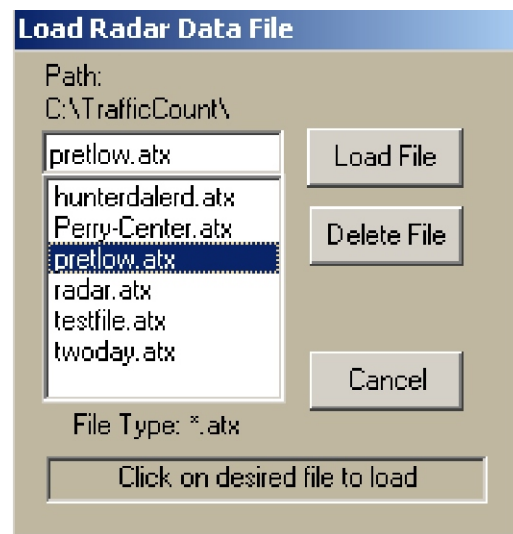 Load Radar Data File
Path:
C:\TrafficCount\
pretlow.atx
Load File
hunterdalerd.atx
Perry-Center.atx
pretlow.atx
radar.atx
testfile.atx
twoday.atx
Delete File
Cancel
File Type: *.atx
Click on desired file to load